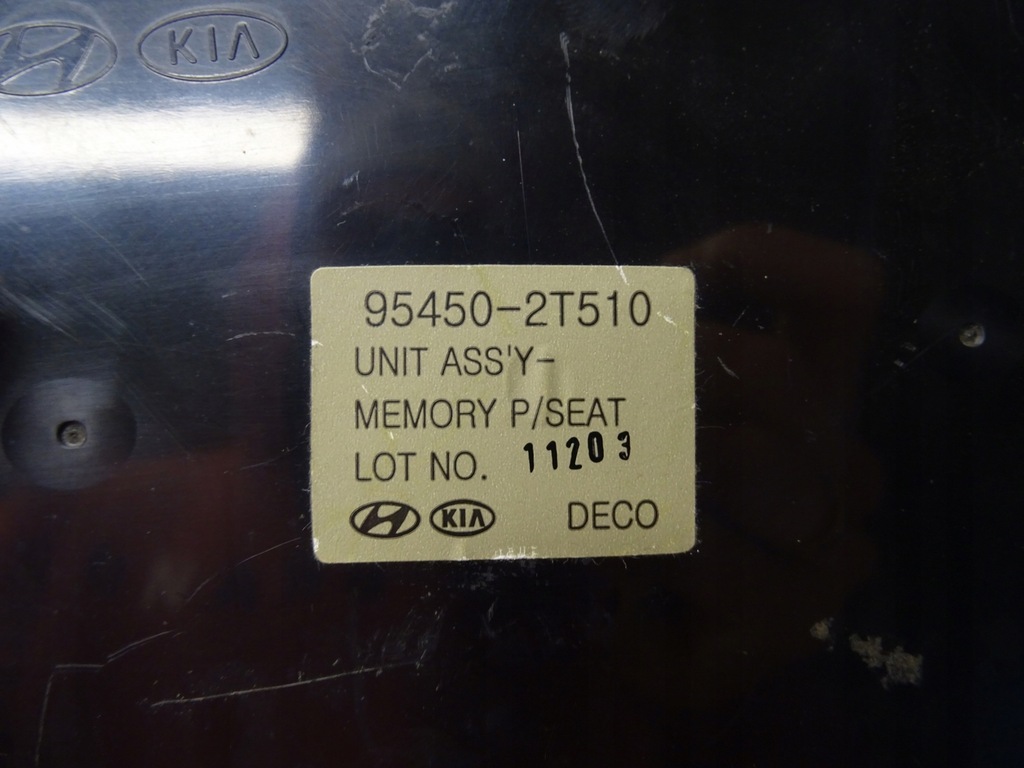 KIA
95450-2T510
UNIT ASS'Y-
MEMORY P/SEAT
LOT NO. 11203
KIA DECO